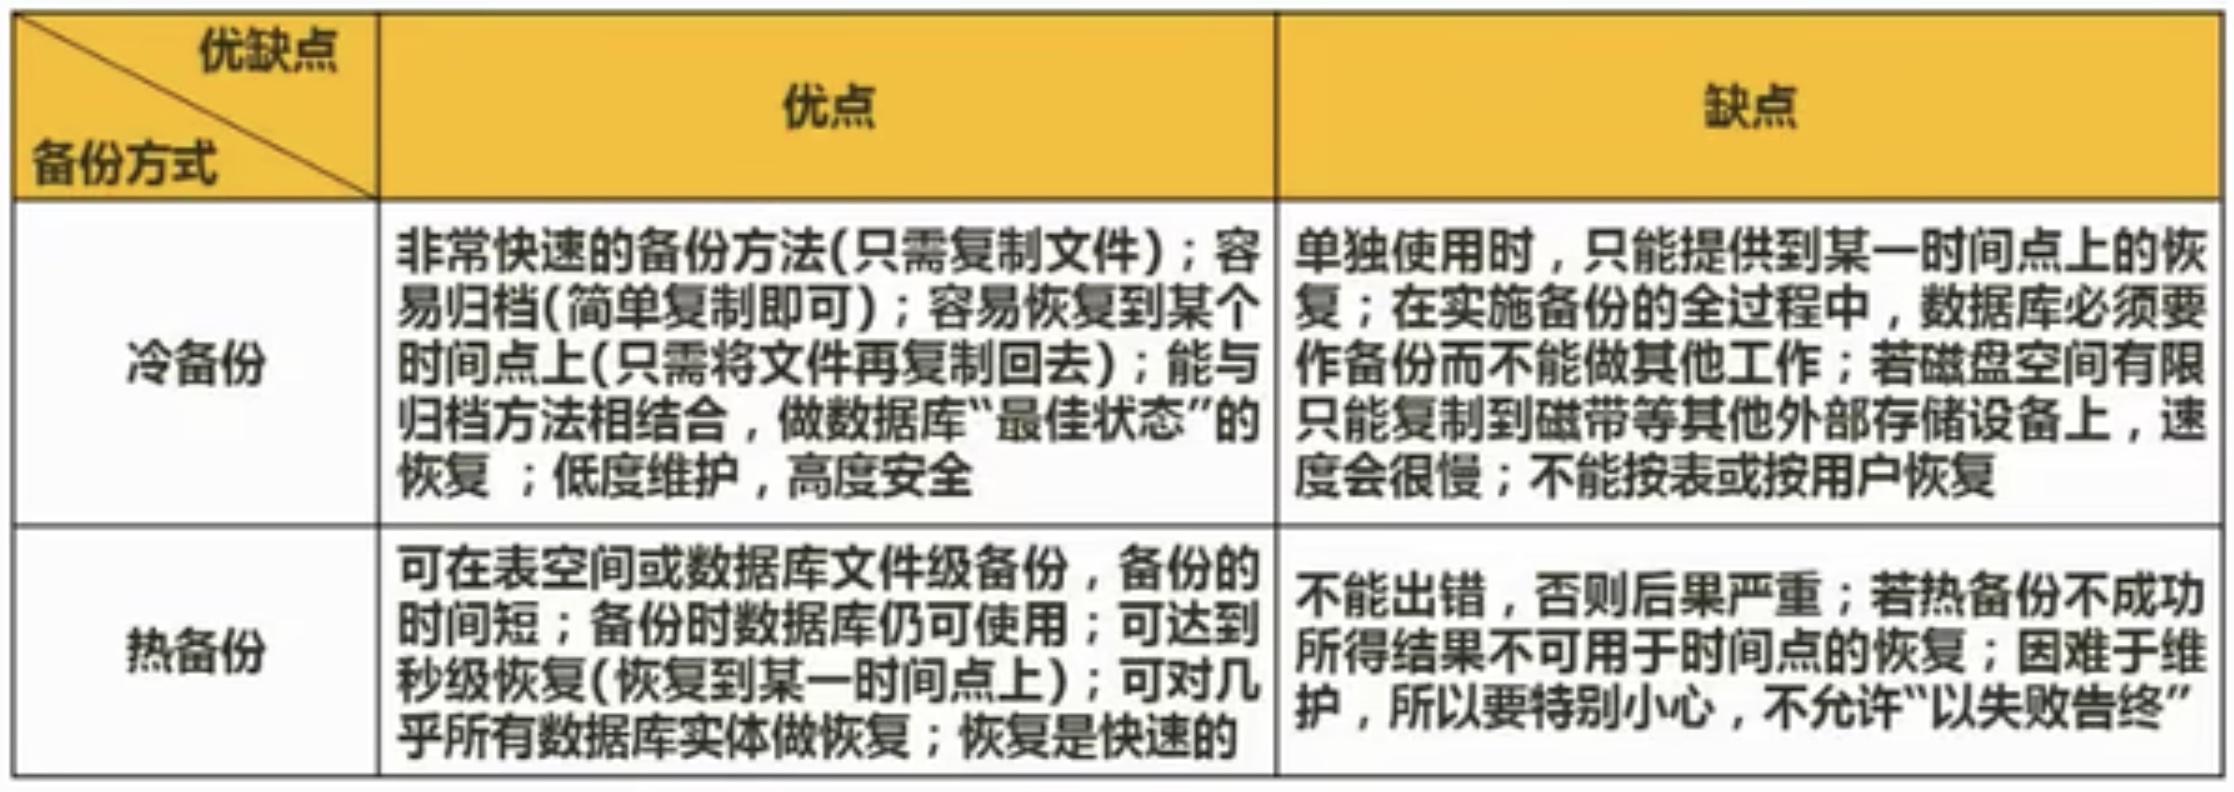 优缺点
备份方式
优点
缺点
冷备份
非常快速的备份方法(只需复制文件)；容
易归档(简单复制即可)；容易恢复到某个
时间点上(只需将文件再复制回去)；能与
归档方法相结合，做数据库“最佳状态”的
恢复 ；低度维护，高度安全
单独使用时，只能提供到某一时间点上的恢
复；在实施备份的全过程中，数据库必须要
作备份而不能做其他工作；若磁盘空间有限
只能复制到磁带等其他外部存储设备上，速
度会很慢；不能按表或按用户恢复
热备份
可在表空间或数据库文件级备份，备份的
时间短；备份时数据库仍可使用；可达到
秒级恢复(恢复到某一时间点上)；可对几
乎所有数据库实体做恢复；恢复是快速的
不能出错，否则后果严重；若热备份不成功
所得结果不可用于时间点的恢复；因难于维
护，所以要特别小心，不允许“以失败告终”